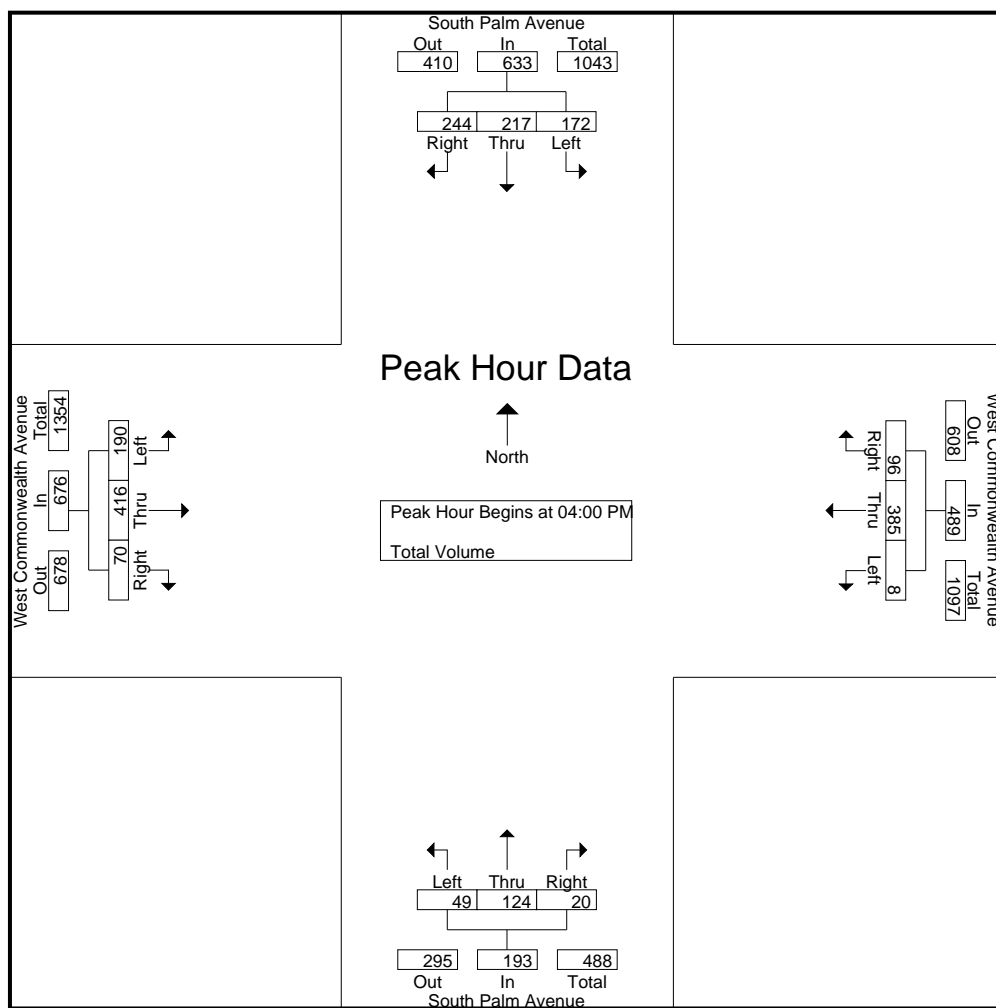 South Palm Avenue
Out In Total
410 633 1043
244 217 172
Right Thru Left
Peak Hour Data
North
Peak Hour Begins at 04:00 PM
Total Volume
West Commonwealth Avenue
Out In Total
678 676 1354
70 416 190
Right Thru Left
West Commonwealth Avenue
Out In Total
608 489 1097
96 385 8
Right Thru Left
Left Thru Right
49 124 20
295 193 488
Out In Total
South Palm Avenue